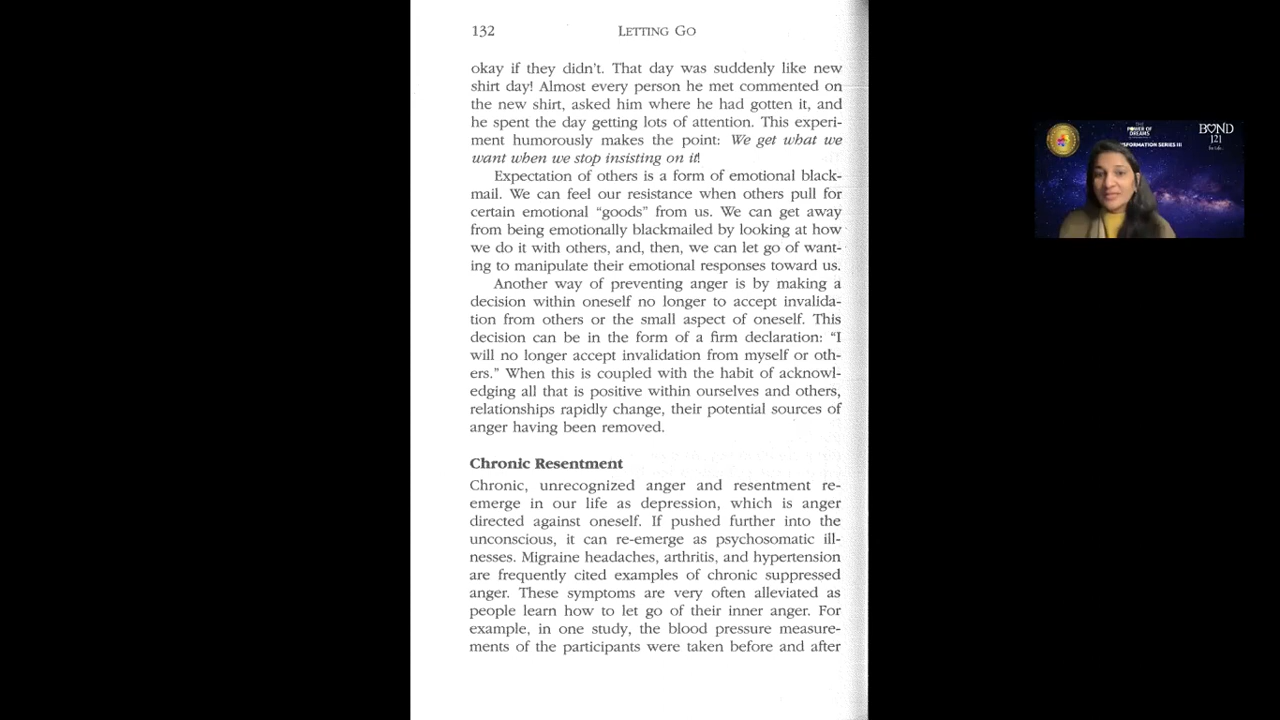 132 LETTING GO
okay if they didn't. That day was suddenly like new
shirt day! Almost every person he met commented on
the new shirt, asked him where he had gotten it, and
he spent the day getting lots of attention. This experi-
ment humorously makes the point: We get what we
want when we stop insisting on it!
Expectation of others is a form of emotional black-
mail. We can feel our resistance when others pull for
certain emotional "goods" from us. We can get away
from being emotionally blackmailed by looking at how
we do it with others, and, then, we can let go of want-
ing to manipulate their emotional responses toward us.
Another way of preventing anger is by making a
decision within oneself no longer to accept invalida-
tion from others or the small aspect of oneself. This
decision can be in the form of a firm declaration: "I
will no longer accept invalidation from myself or oth-
ers." When this is coupled with the habit of acknowl-
edging all that is positive within ourselves and others,
relationships rapidly change, their potential sources of
anger having been removed.
Chronic Resentment
Chronic, unrecognized anger and resentment re-
emerge in our life as depression, which is anger
directed against oneself. If pushed further into the
unconscious, it can re-emerge as psychosomatic ill-
nesses. Migraine headaches, arthritis, and hypertension
are frequently cited examples of chronic suppressed
anger. These symptoms are very often alleviated as
people learn how to let go of their inner anger. For
example, in one study, the blood pressure measure-
ments of the participants were taken before and after
THE
POWER OF
DREAMS
SFORMATION SERIES III
BOND
121